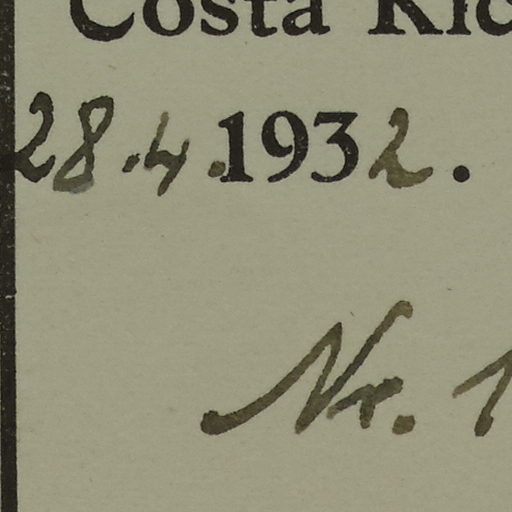 Costa Ric
28.4.1932.
Nr. 1